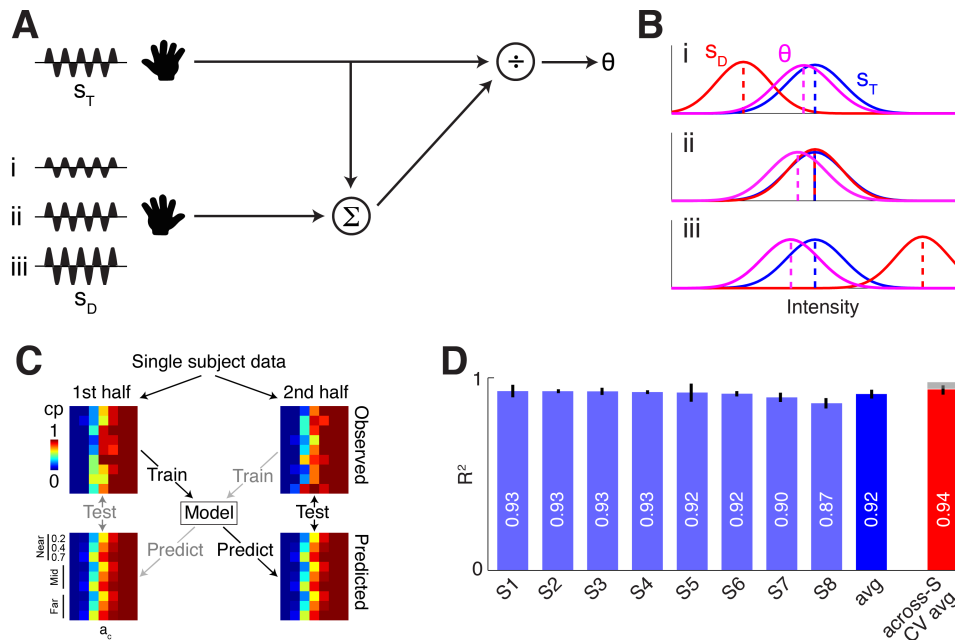 A
S_T
÷
θ
i
ii
Σ
iii
S_D
B
i
S_D
θ
S_T
ii
iii
Intensity
C
Single subject data
1st half
2nd half
cp
1
0
Observed
Train
Train
Test
Model
Test
Predict
Predict
Near
0.2
0.4
0.7
Mid
Far
Predicted
a_c
D
1
R²
0
0.93
0.93
0.93
0.93
0.92
0.92
0.90
0.87
0.92
0.94
S1
S2
S3
S4
S5
S6
S7
S8
avg
across-S
CV avg